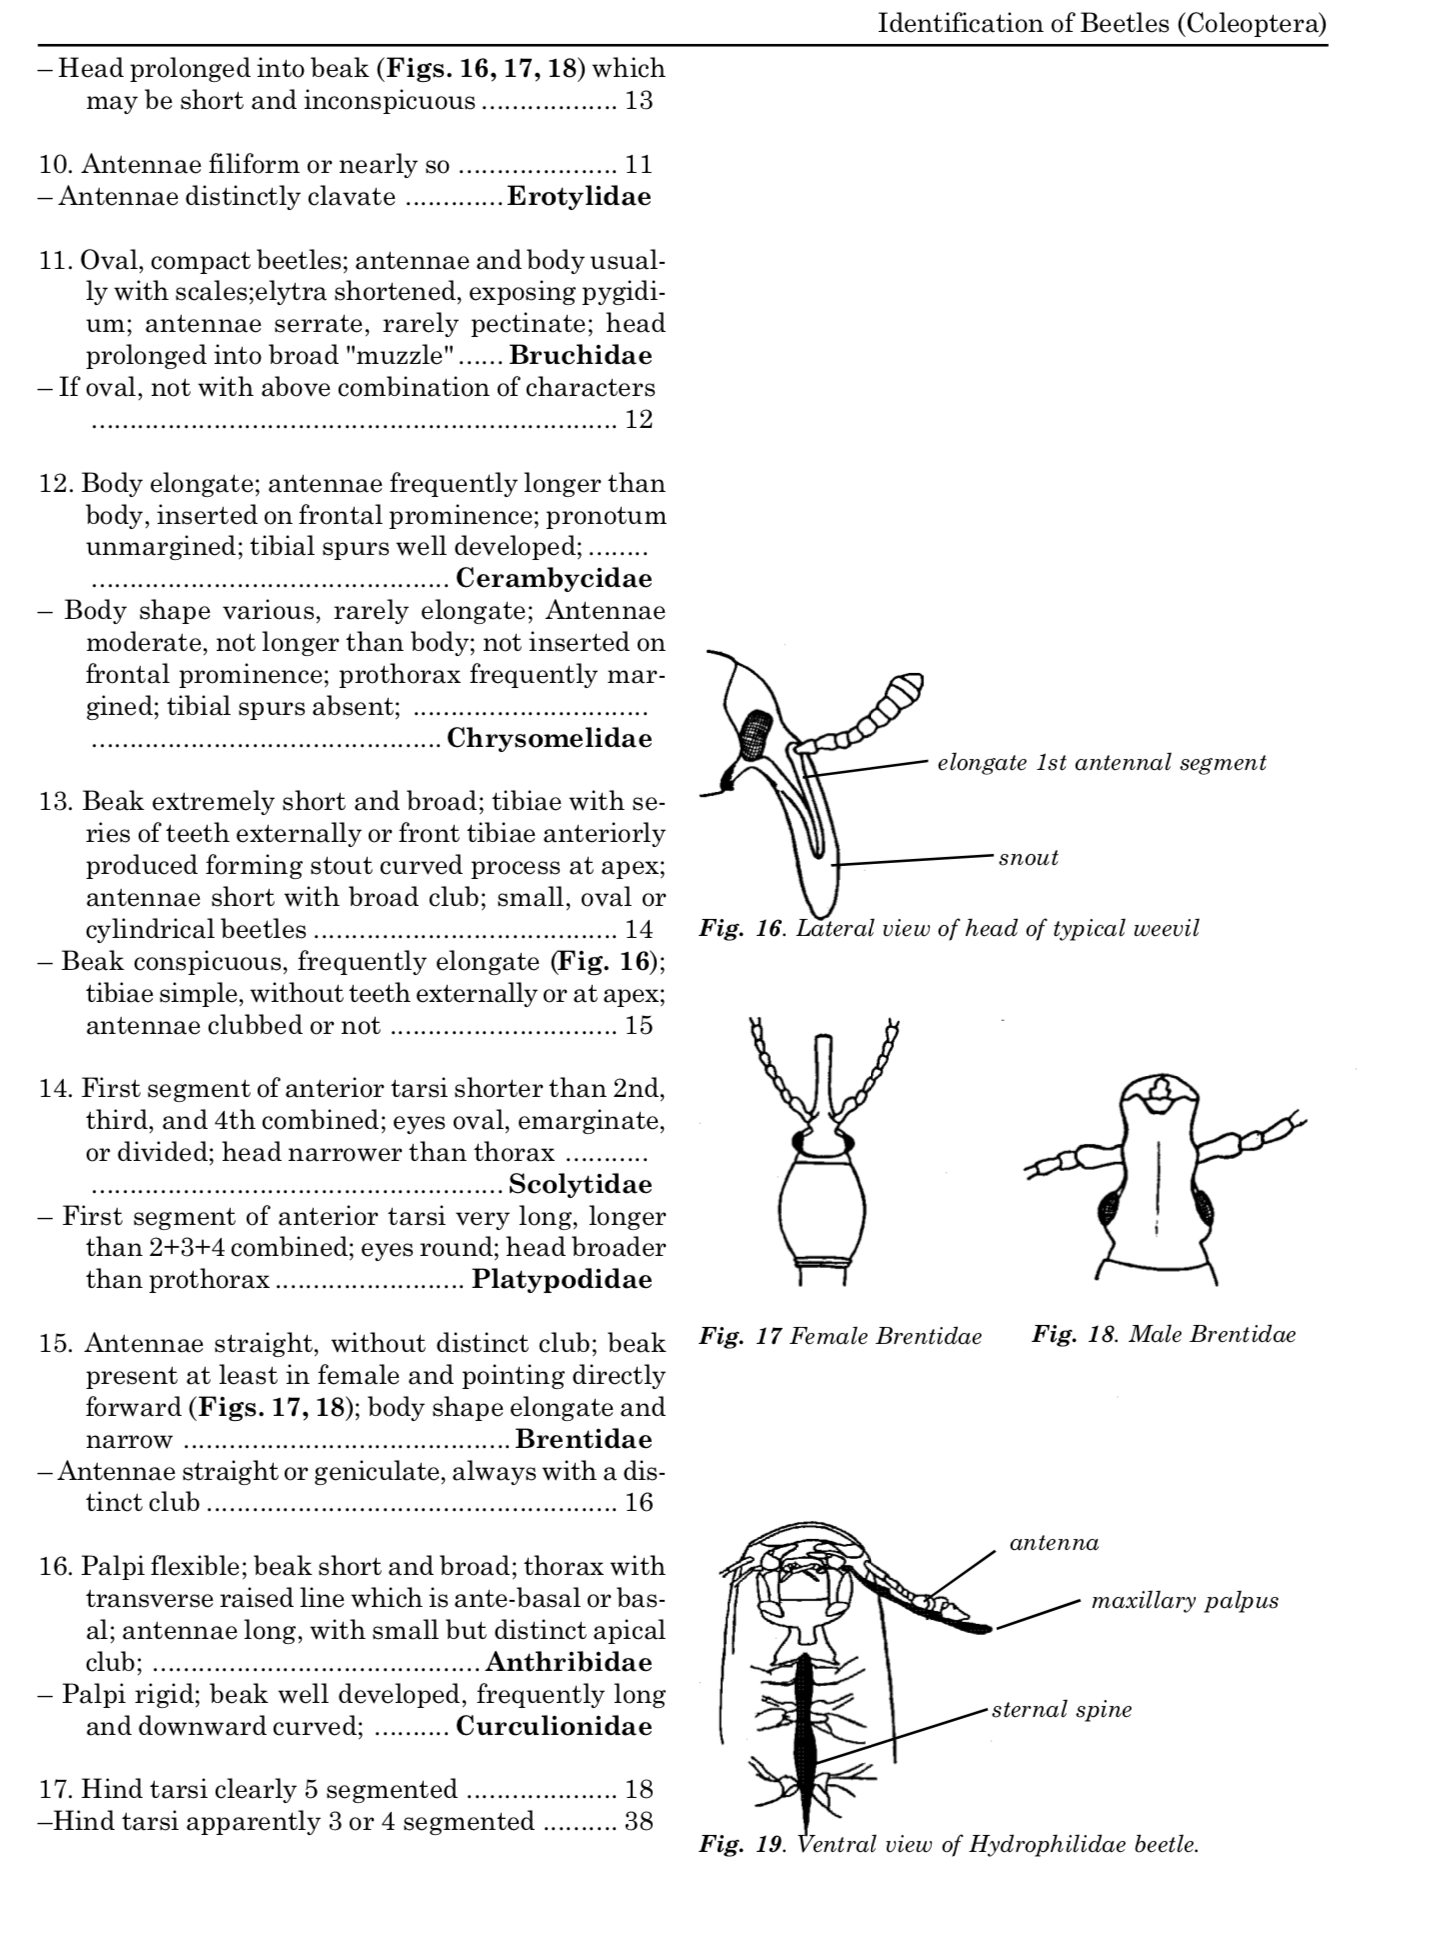 Identification of Beetles (Coleoptera)
– Head prolonged into beak (Figs. 16, 17, 18) which
may be short and inconspicuous .................. 13
10. Antennae filiform or nearly so ..................... 11
– Antennae distinctly clavate ............. Erotylidae
11. Oval, compact beetles; antennae and body usual-
ly with scales;elytra shortened, exposing pygidi-
um; antennae serrate, rarely pectinate; head
prolonged into broad "muzzle" ...... Bruchidae
– If oval, not with above combination of characters
..................................................................... 12
12. Body elongate; antennae frequently longer than
body, inserted on frontal prominence; pronotum
unmargined; tibial spurs well developed; ........
............................................... Cerambycidae
– Body shape various, rarely elongate; Antennae
moderate, not longer than body; not inserted on
frontal prominence; prothorax frequently mar-
gined; tibial spurs absent; ...............................
.............................................. Chrysomelidae
13. Beak extremely short and broad; tibiae with se-
ries of teeth externally or front tibiae anteriorly
produced forming stout curved process at apex;
antennae short with broad club; small, oval or
cylindrical beetles ........................................ 14
– Beak conspicuous, frequently elongate (Fig. 16);
tibiae simple, without teeth externally or at apex;
antennae clubbed or not .............................. 15
14. First segment of anterior tarsi shorter than 2nd,
third, and 4th combined; eyes oval, emarginate,
or divided; head narrower than thorax ...........
...................................................... Scolytidae
– First segment of anterior tarsi very long, longer
than 2+3+4 combined; eyes round; head broader
than prothorax ......................... Platypodidae
15. Antennae straight, without distinct club; beak
present at least in female and pointing directly
forward (Figs. 17, 18); body shape elongate and
narrow ........................................... Brentidae
– Antennae straight or geniculate, always with a dis-
tinct club ...................................................... 16
16. Palpi flexible; beak short and broad; thorax with
transverse raised line which is ante-basal or bas-
al; antennae long, with small but distinct apical
club; ........................................... Anthribidae
– Palpi rigid; beak well developed, frequently long
and downward curved; .......... Curculionidae
17. Hind tarsi clearly 5 segmented .................... 18
–Hind tarsi apparently 3 or 4 segmented .......... 38
elongate 1st antennal segment
snout
Fig. 16. Lateral view of head of typical weevil
Fig. 17 Female Brentidae
Fig. 18. Male Brentidae
antenna
maxillary palpus
sternal spine
Fig. 19. Ventral view of Hydrophilidae beetle.